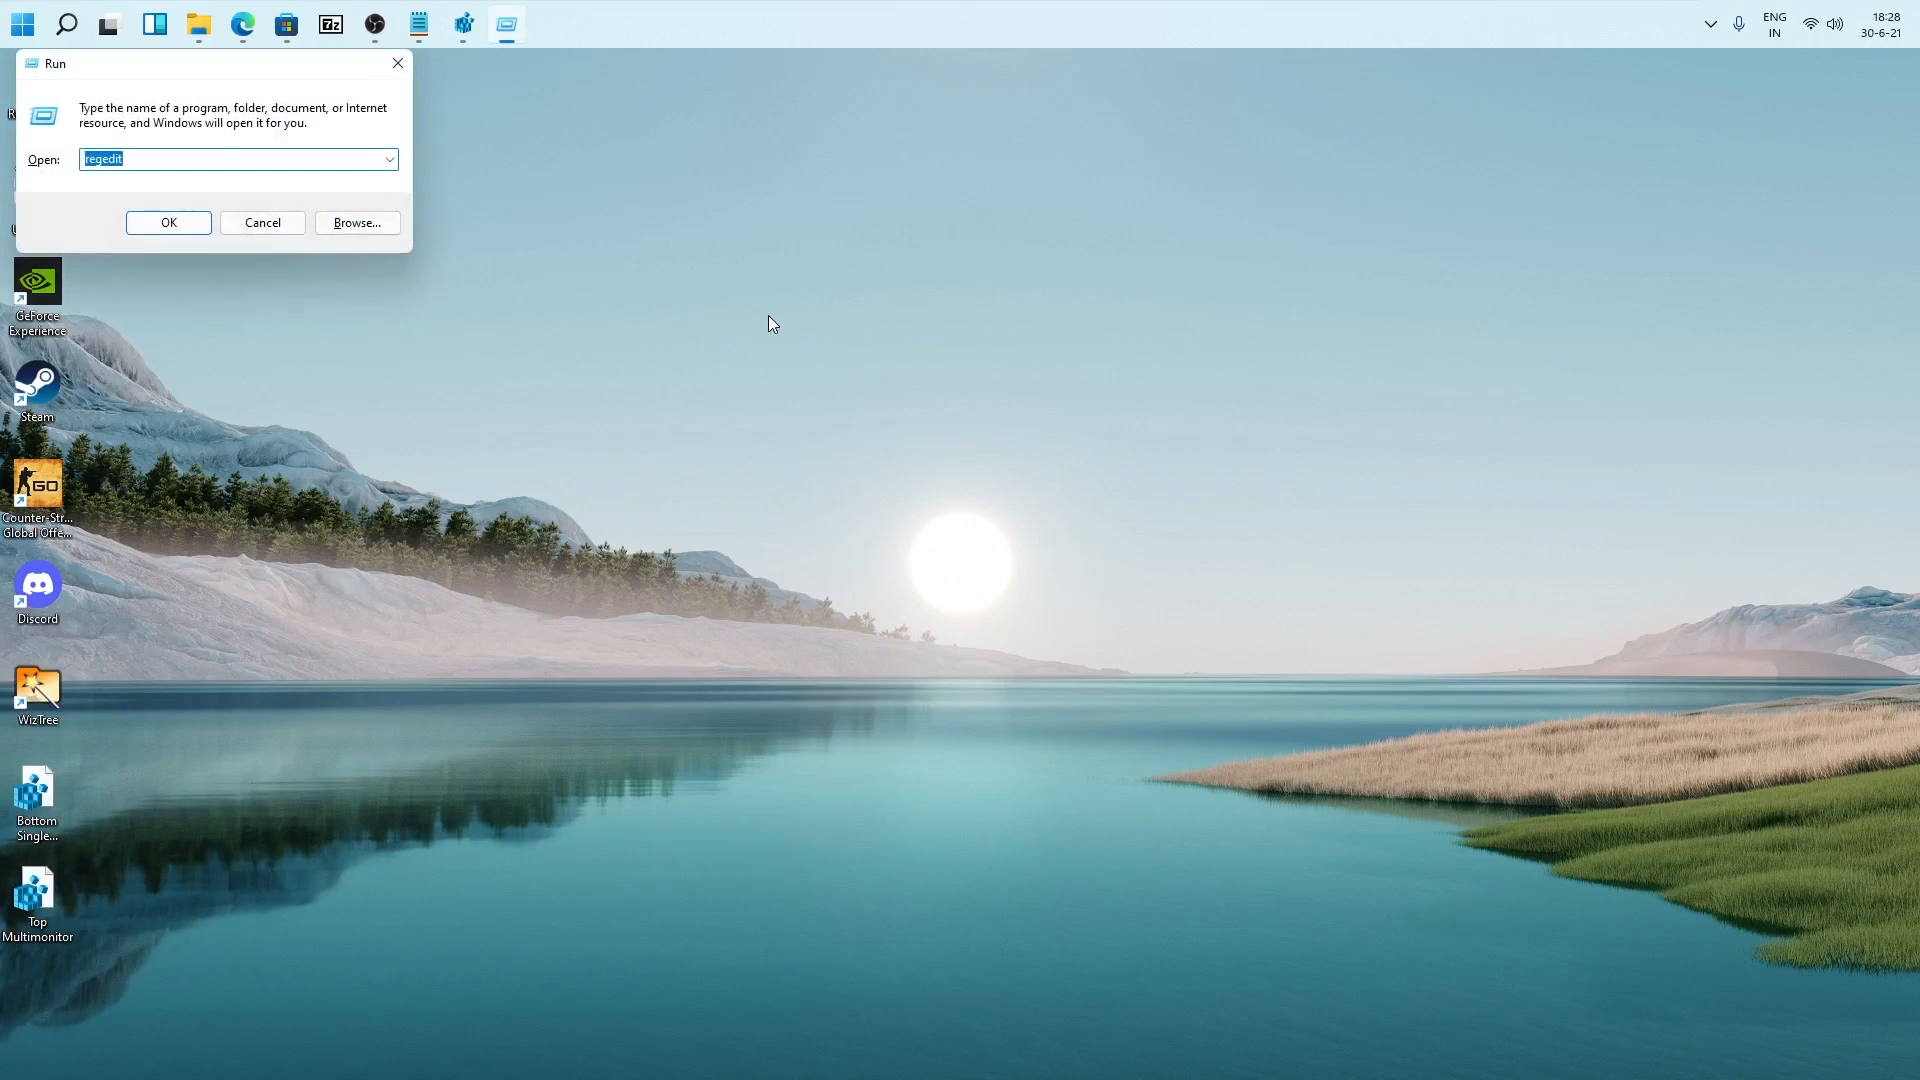 7z
ENG
IN
18:28
30-6-21
Run
Type the name of a program, folder, document, or Internet
resource, and Windows will open it for you.
Open:
regedit
OK
Cancel
Browse...
GeForce
Experience
Steam
GO
Counter-Str...
Global Offe...
Discord
WizTree
Bottom
Single...
Top
Multimonitor